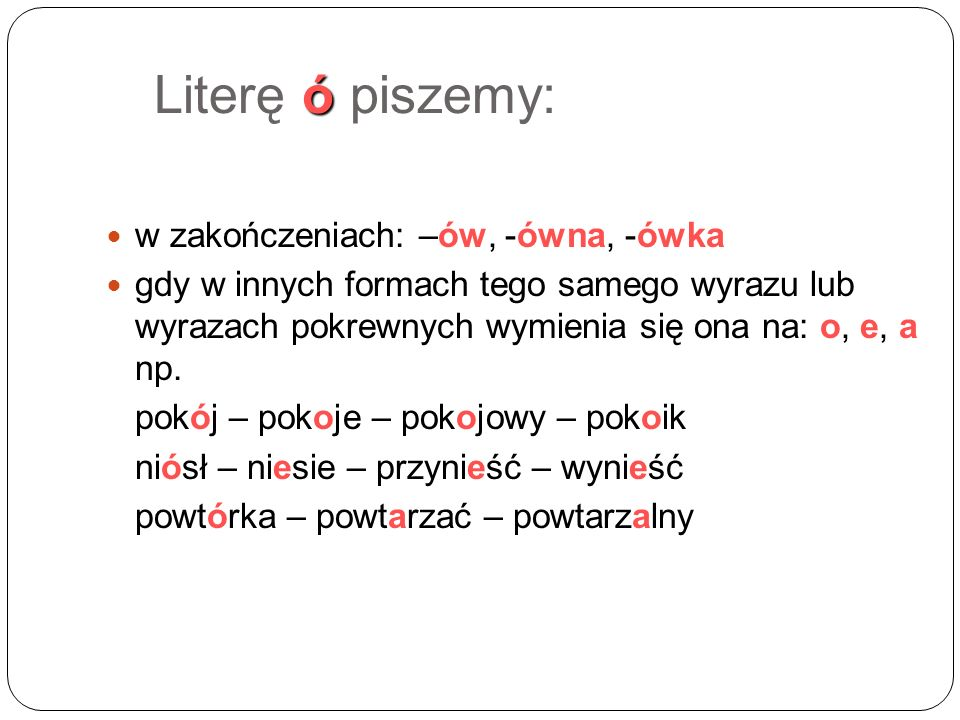 Literę ó piszemy:
w zakończeniach: –ów, -ówna, -ówka
gdy w innych formach tego samego wyrazu lub
wyrazach pokrewnych wymienia się ona na: o, e, a
np.
pokój – pokoje – pokojowy – pokoik
niósł – niesie – przynieść – wynieść
powtórka – powtarzać – powtarzalny